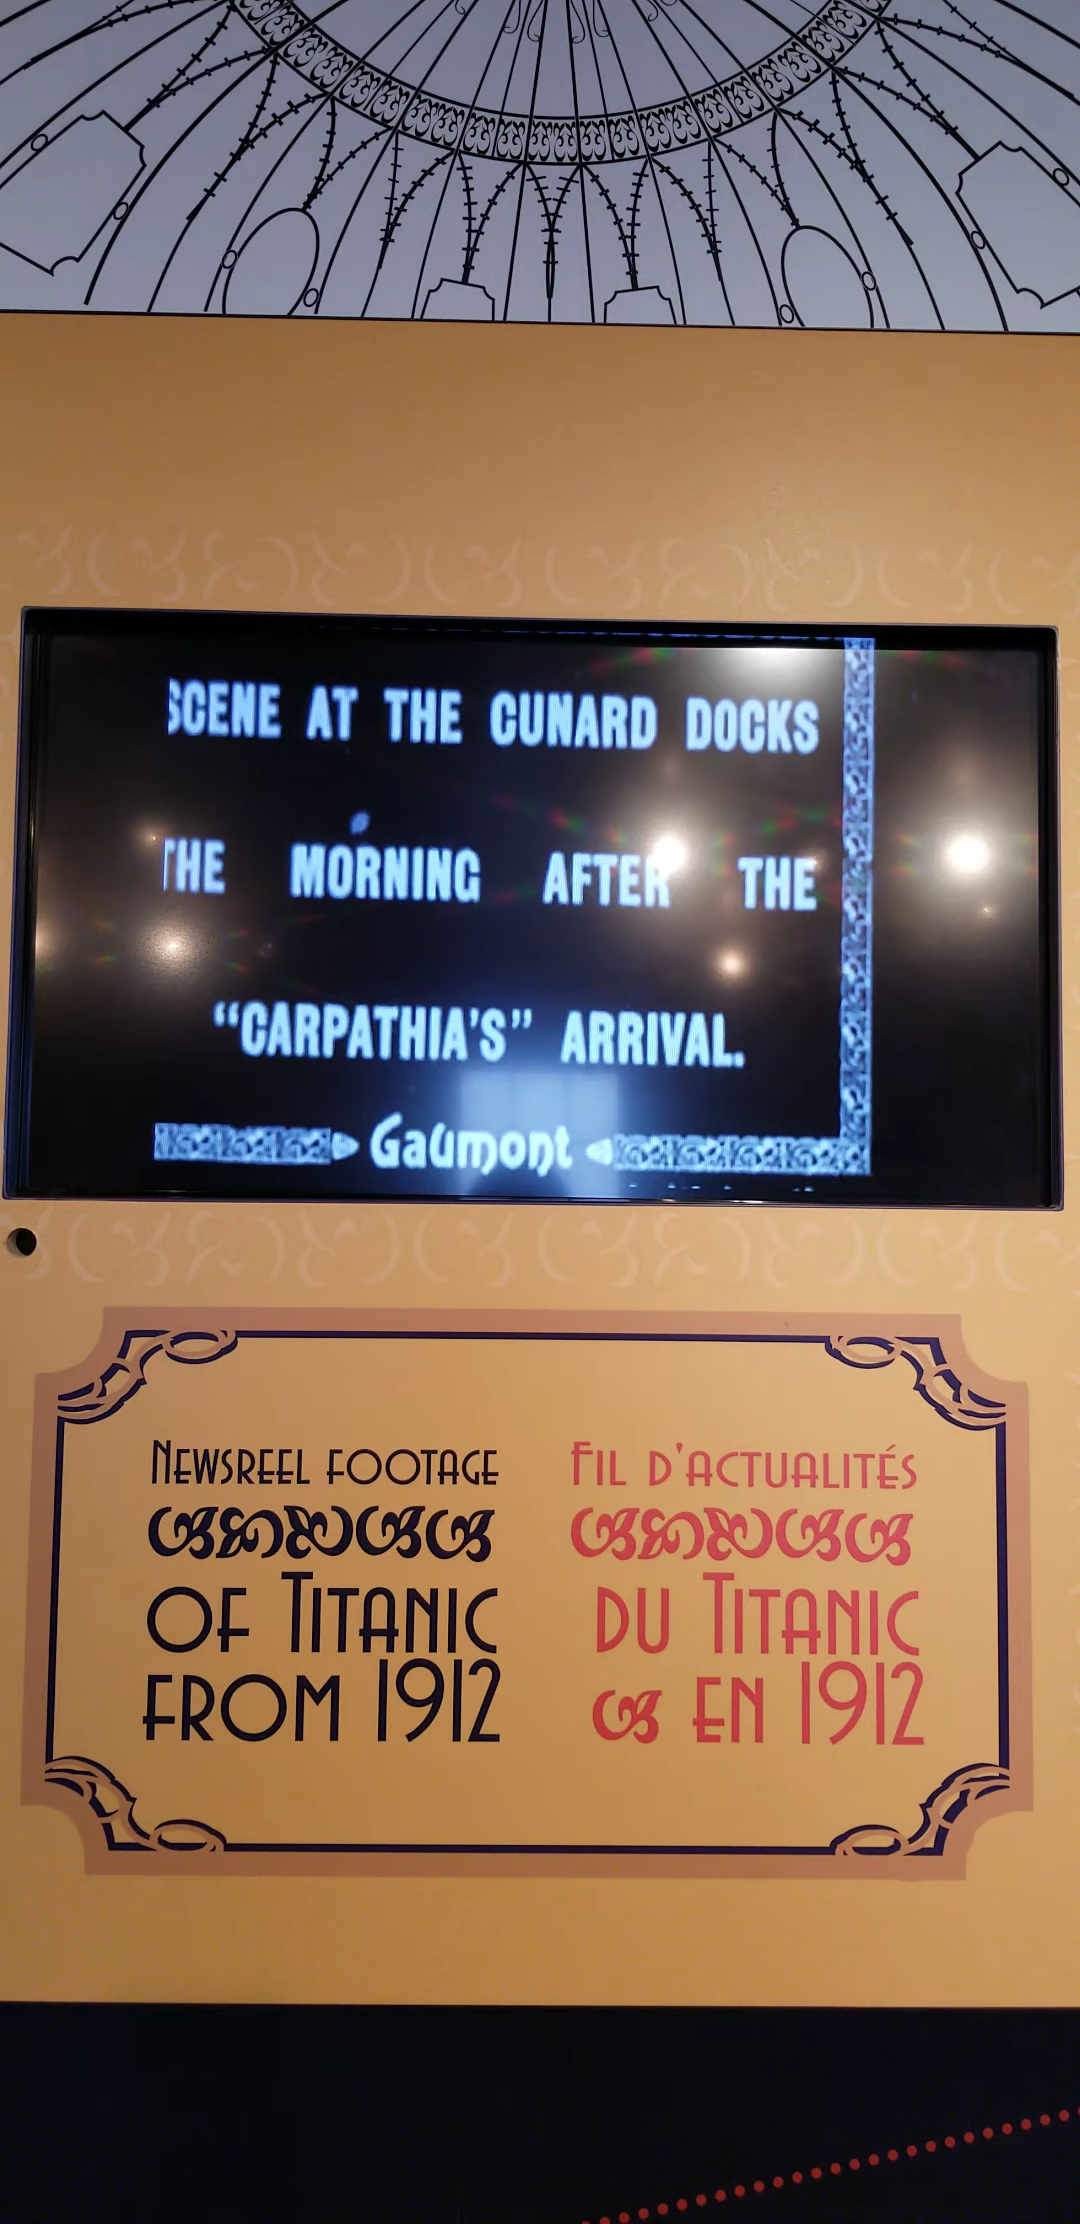 SCENE AT THE CUNARD DOCKS
THE MORNING AFTER THE
“CARPATHIA'S” ARRIVAL.
Gaumont
NEWSREEL FOOTAGE
OF TITANIC
FROM 1912
FIL D'ACTUALITÉS
DU TITANIC
EN 1912